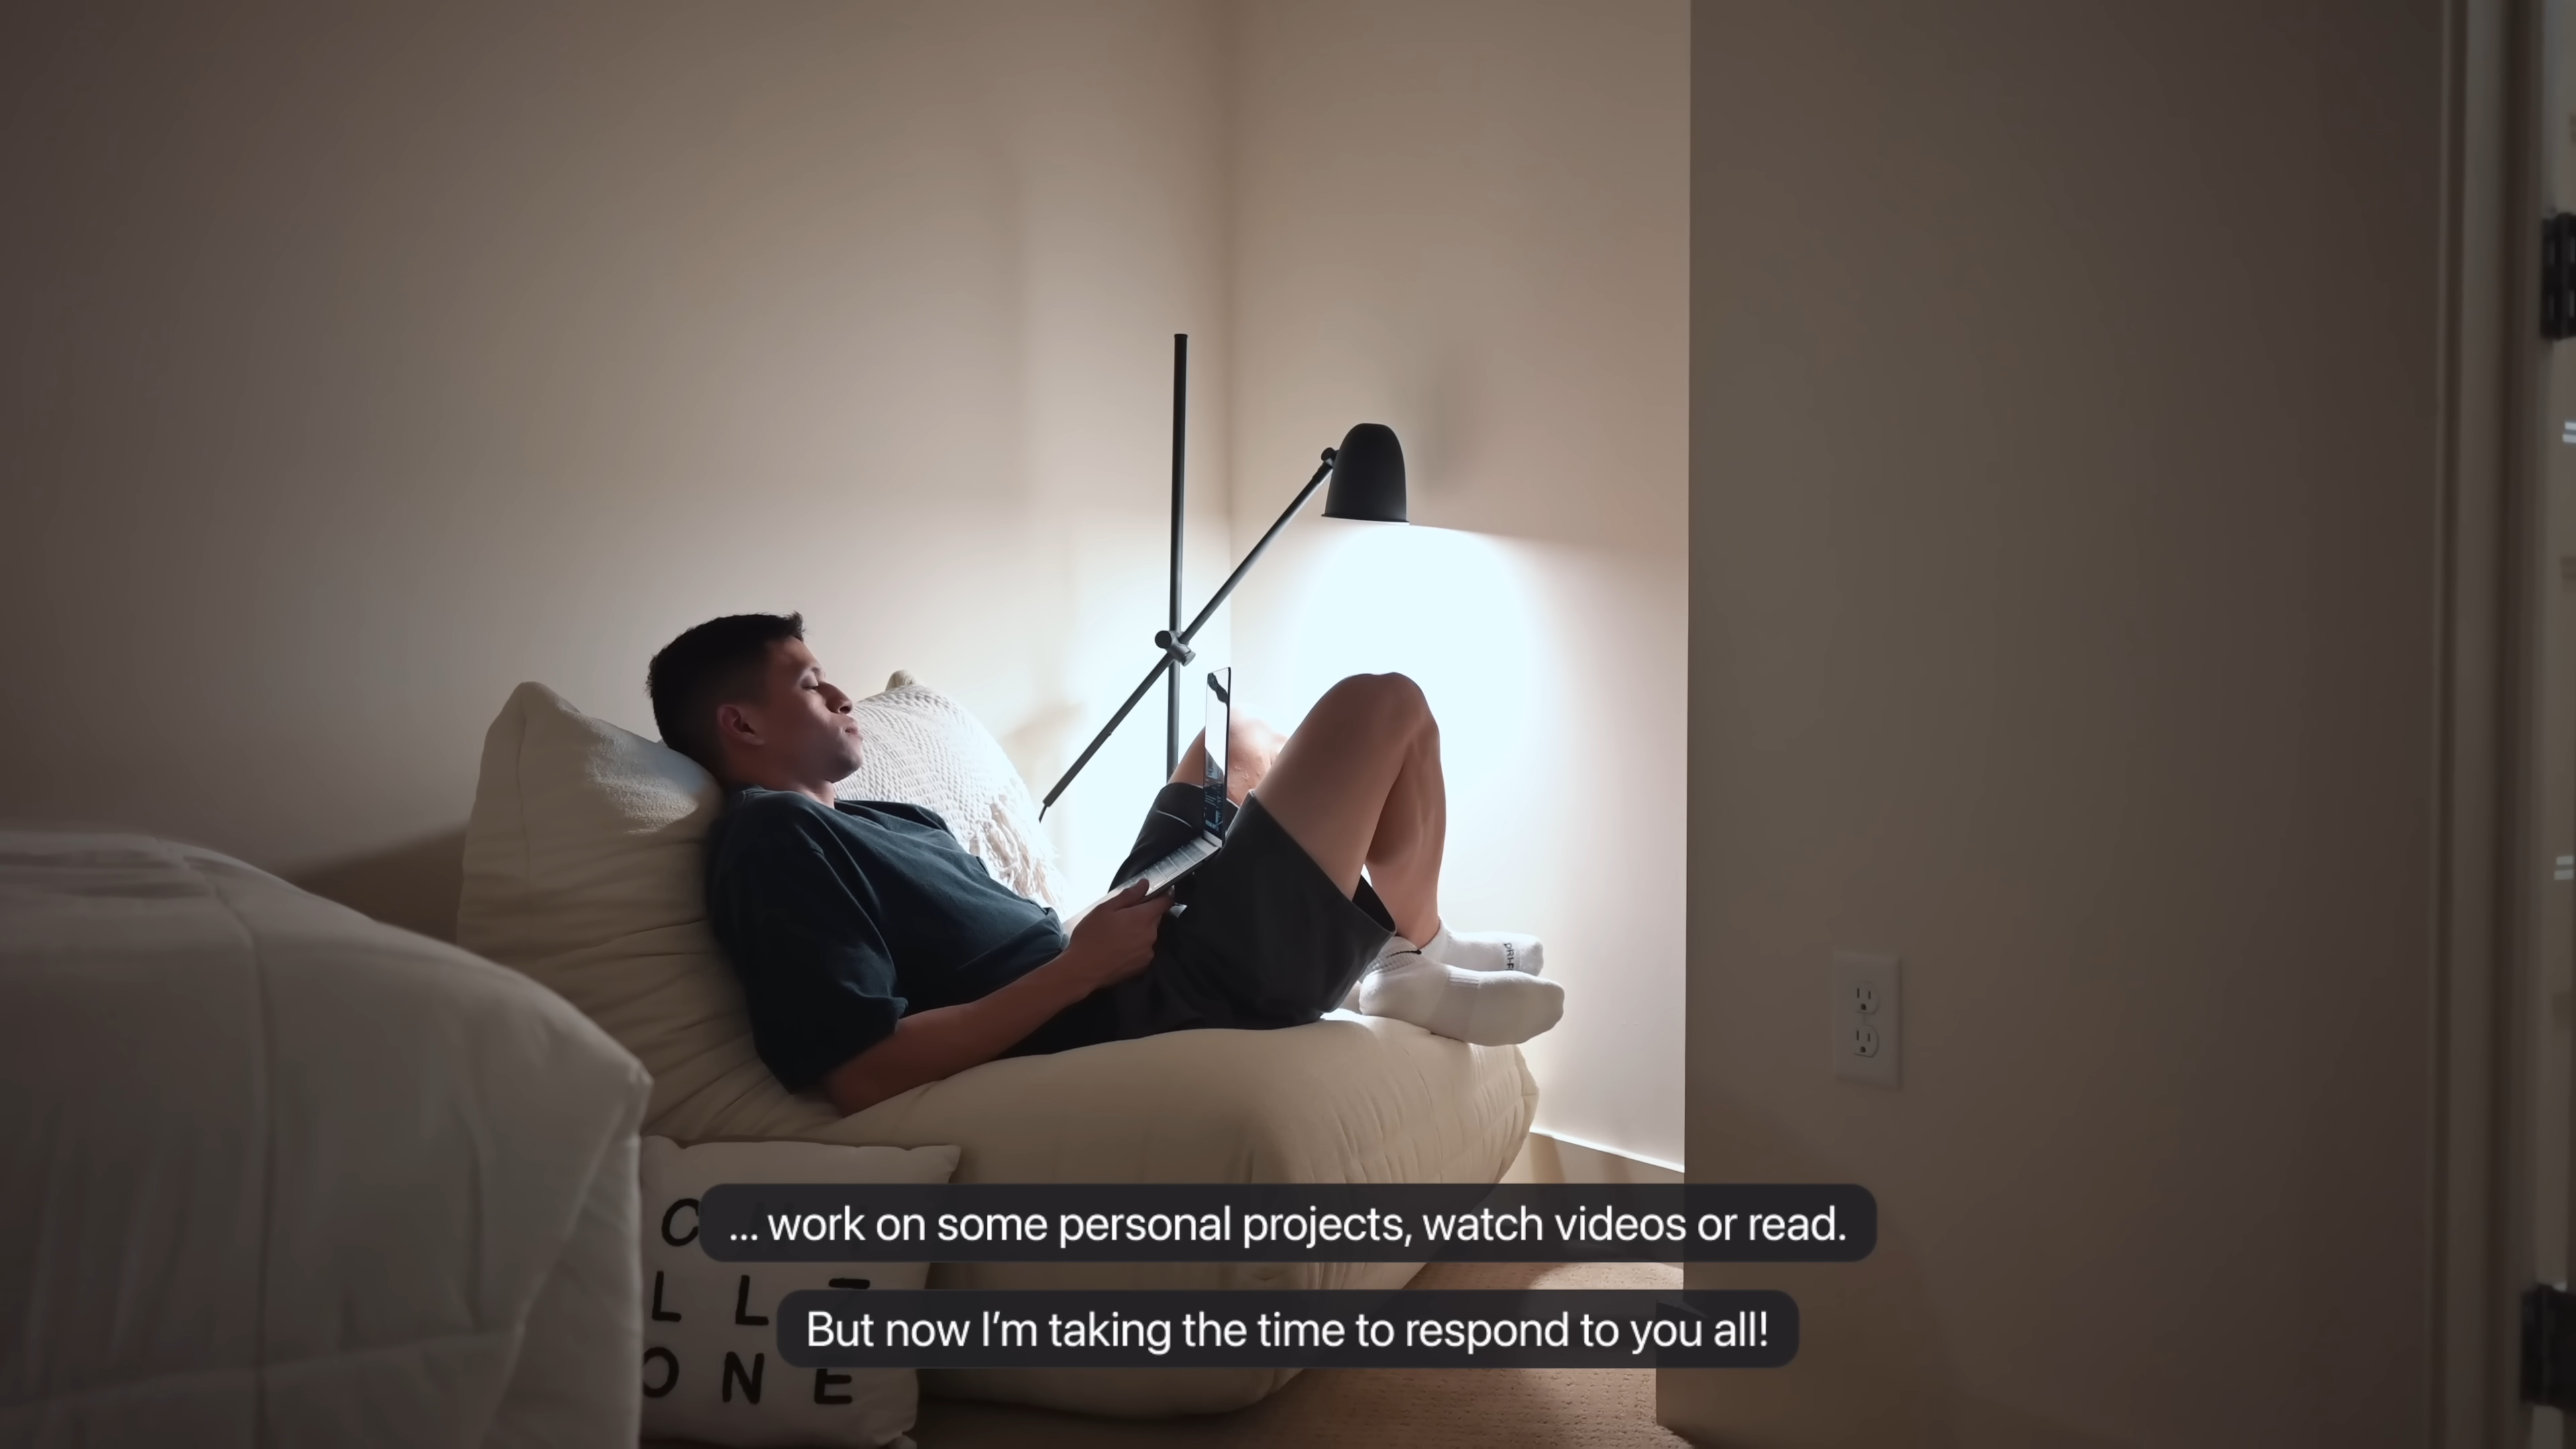 ... work on some personal projects, watch videos or read.
But now I'm taking the time to respond to you all!
ONE